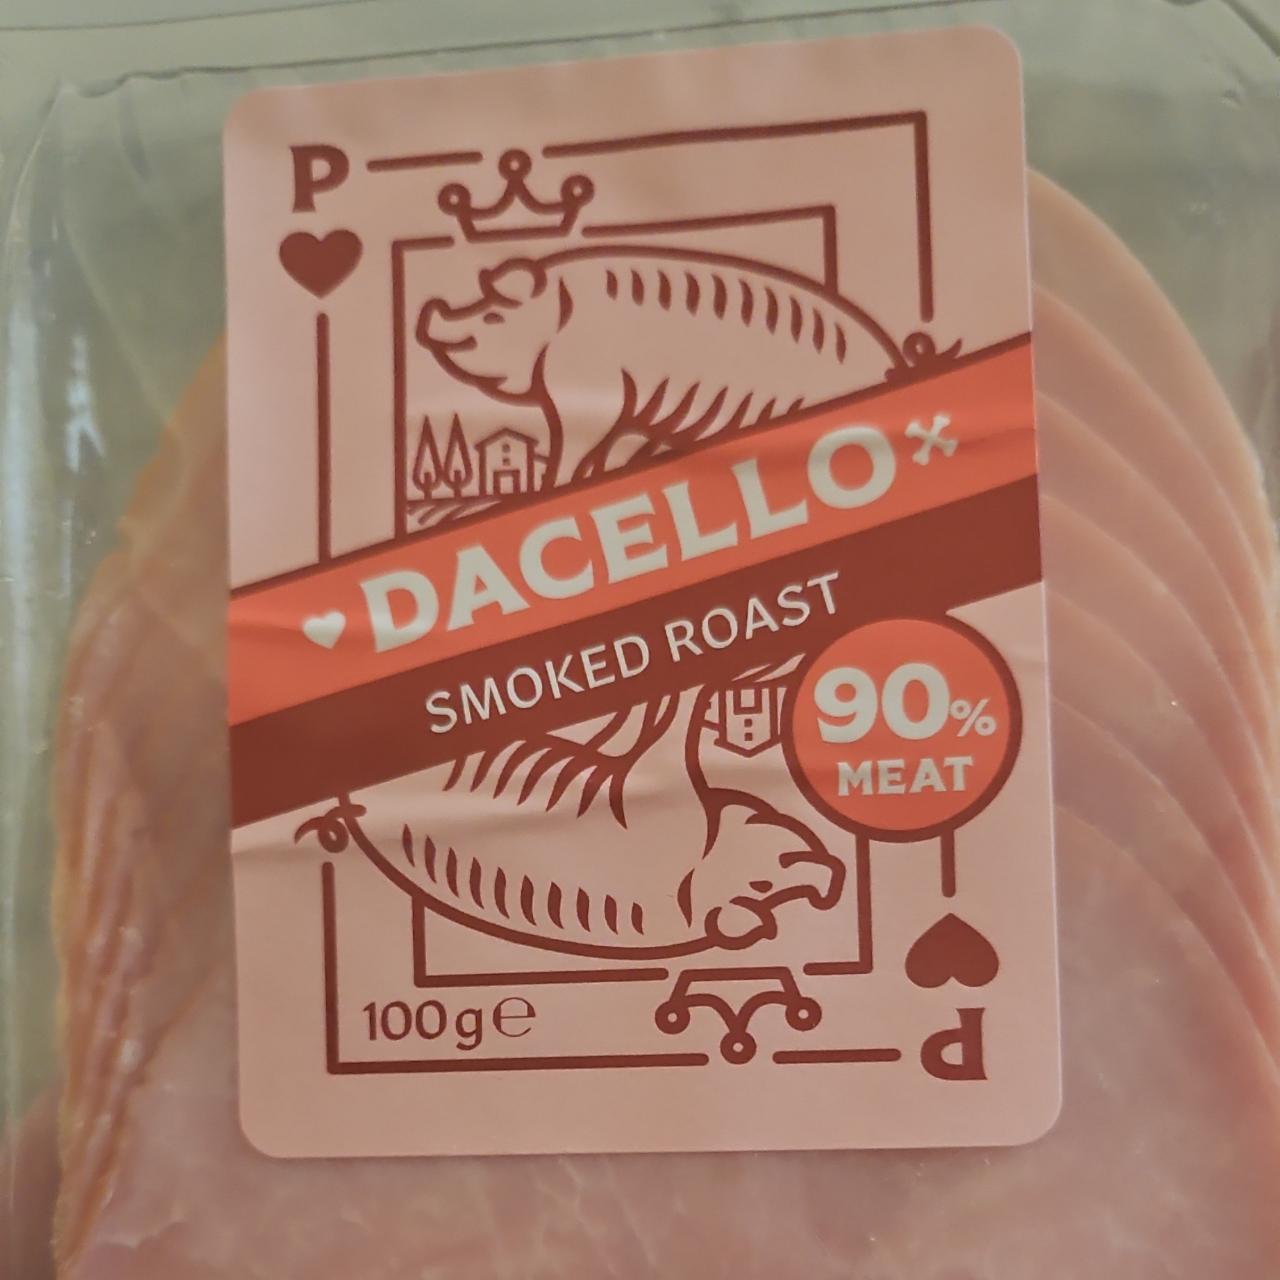 P
DACELLO
SMOKED ROAST
90%
MEAT
100g℮
P